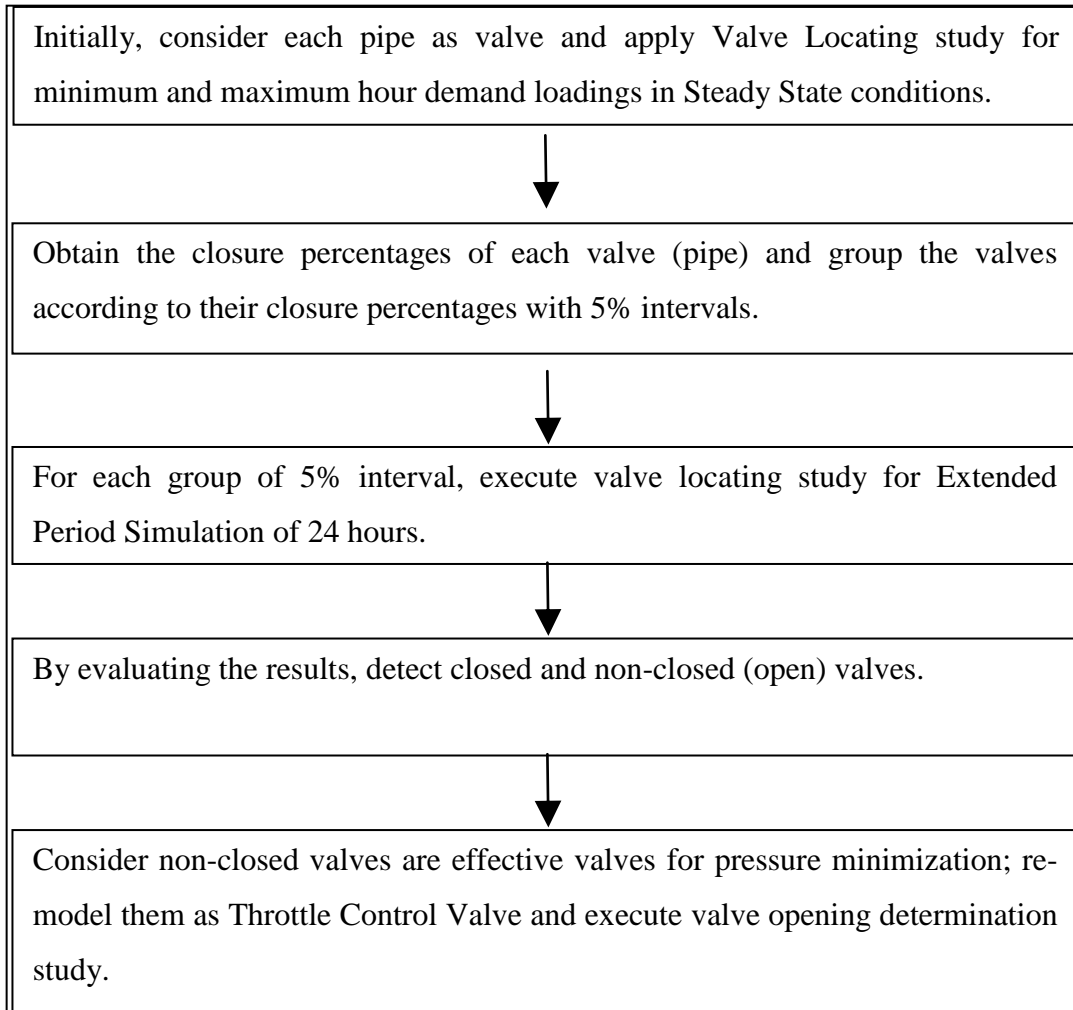 Initially, consider each pipe as valve and apply Valve Locating study for
minimum and maximum hour demand loadings in Steady State conditions.
Obtain the closure percentages of each valve (pipe) and group the valves
according to their closure percentages with 5% intervals.
For each group of 5% interval, execute valve locating study for Extended
Period Simulation of 24 hours.
By evaluating the results, detect closed and non-closed (open) valves.
Consider non-closed valves are effective valves for pressure minimization; re-
model them as Throttle Control Valve and execute valve opening determination
study.